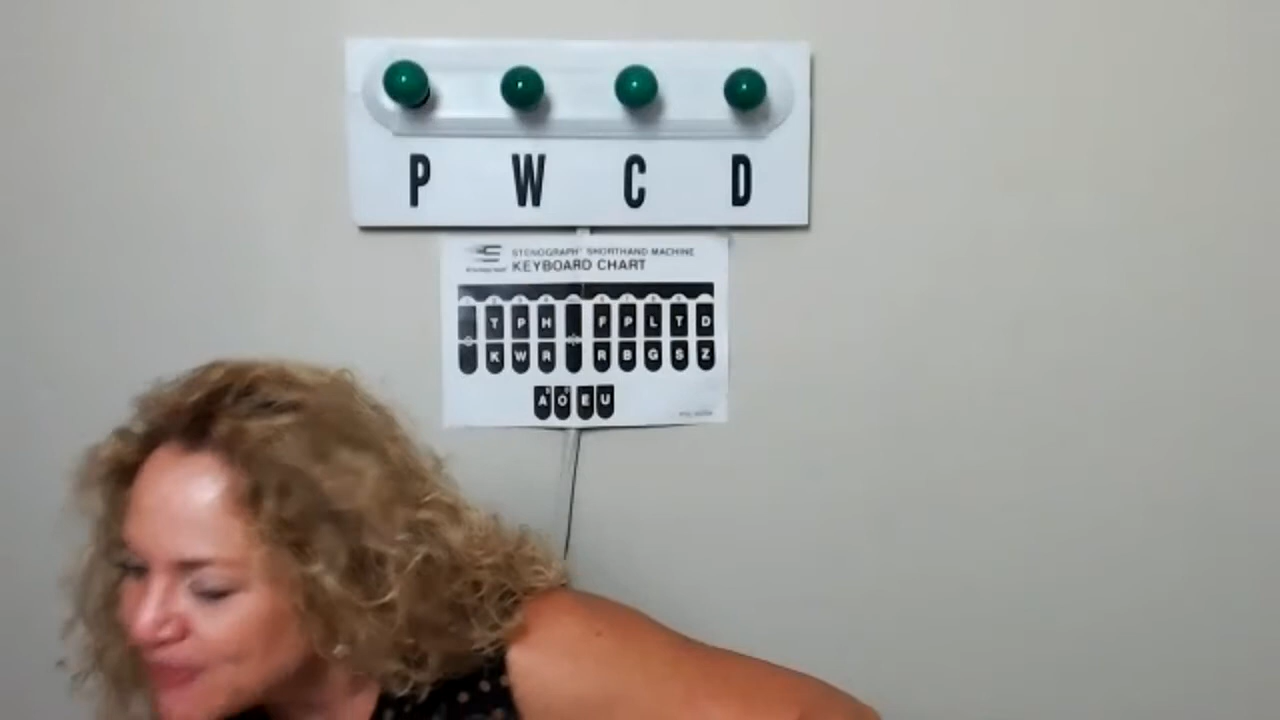 P W C D
STENOGRAPH® SHORTHAND MACHINE
KEYBOARD CHART
T P H F P L T D
S *
K W R R B G S Z
A O E U